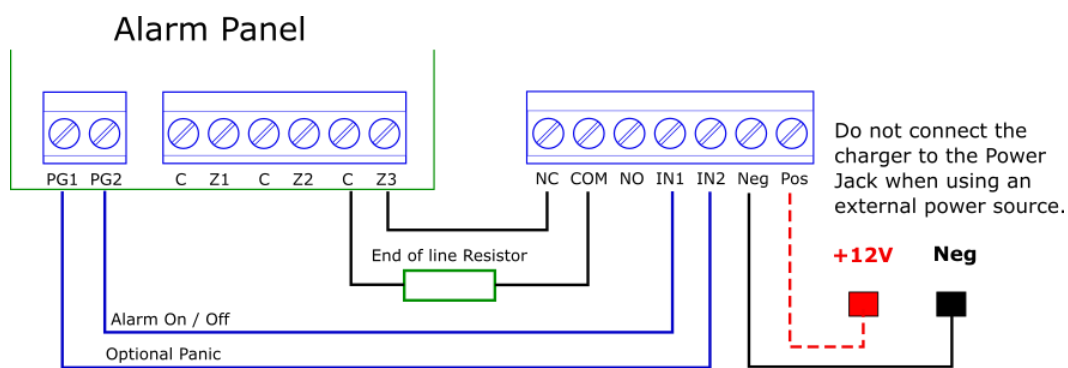 Alarm Panel
PG1 PG2
C Z1 C Z2 C Z3
NC COM NO IN1 IN2 Neg Pos
Do not connect the
charger to the Power
Jack when using an
external power source.
+12V Neg
End of line Resistor
Alarm On / Off
Optional Panic